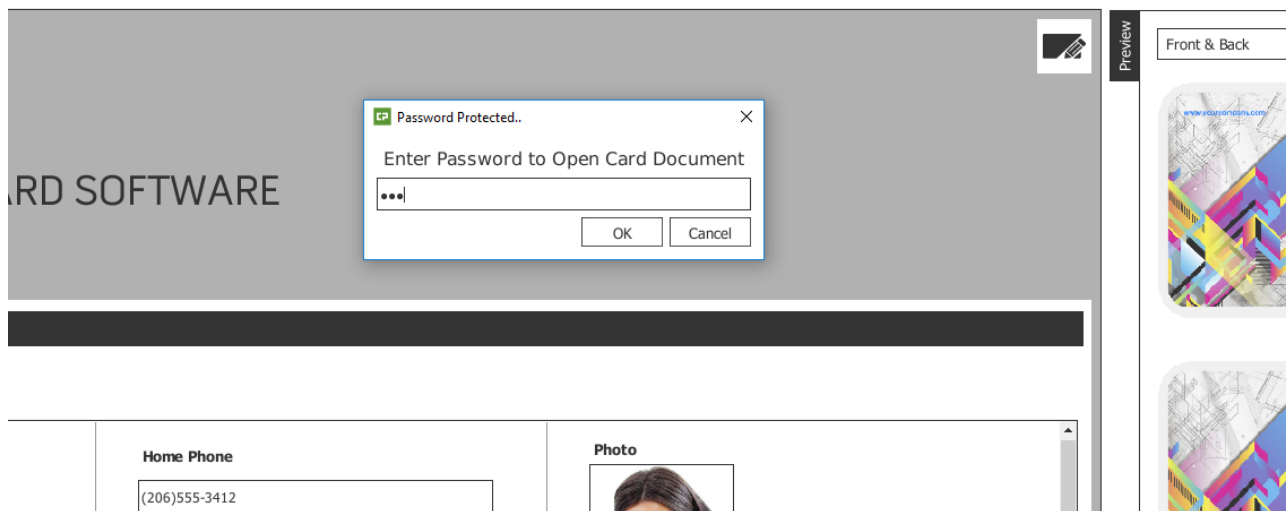 Preview
Front & Back
Password Protected..
Enter Password to Open Card Document
•••
OK
Cancel
RD SOFTWARE
Home Phone
(206)555-3412
Photo